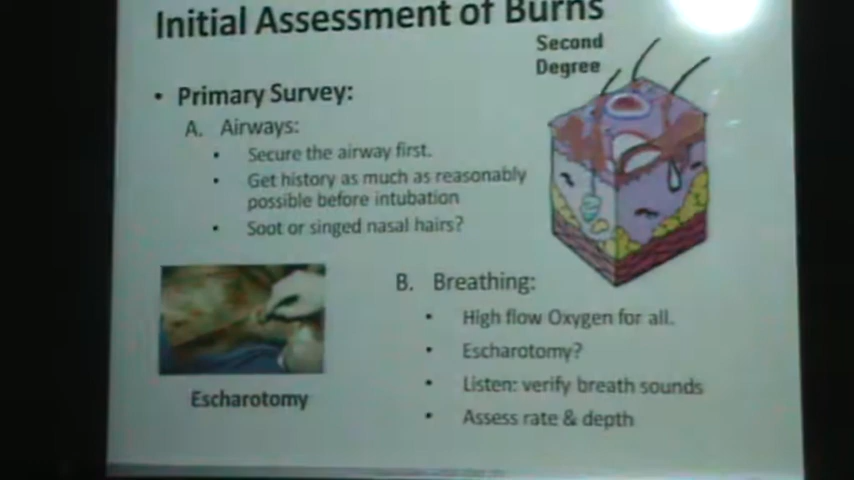 Initial Assessment of Burns
Second
Degree
• Primary Survey:
A. Airways:
• Secure the airway first.
• Get history as much as reasonably
possible before intubation
• Soot or singed nasal hairs?
B. Breathing:
• High flow Oxygen for all.
• Escharotomy?
• Listen: verify breath sounds
• Assess rate & depth
Escharotomy